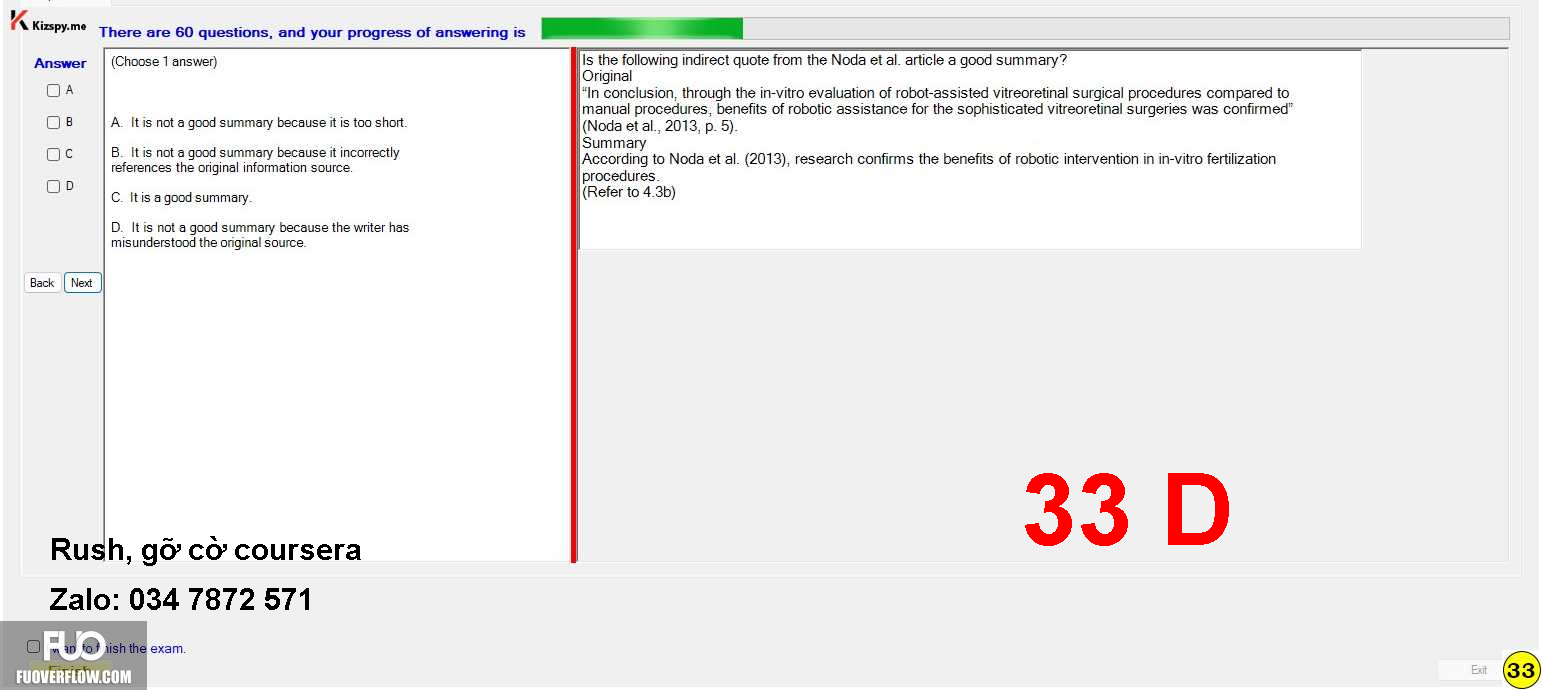 Kizspy.me
There are 60 questions, and your progress of answering is
Answer
A
B
C
D
Back
Next
(Choose 1 answer)
A. It is not a good summary because it is too short.
B. It is not a good summary because it incorrectly
references the original information source.
C. It is a good summary.
D. It is not a good summary because the writer has
misunderstood the original source.
Is the following indirect quote from the Noda et al. article a good summary?
Original
“In conclusion, through the in-vitro evaluation of robot-assisted vitreoretinal surgical procedures compared to
manual procedures, benefits of robotic assistance for the sophisticated vitreoretinal surgeries was confirmed”
(Noda et al., 2013, p. 5).
Summary
According to Noda et al. (2013), research confirms the benefits of robotic intervention in in-vitro fertilization
procedures.
(Refer to 4.3b)
33 D
Rush, gỡ cờ coursera
Zalo: 034 7872 571
FUO
FUOVERFLOW.COM
want to finish the exam.
Finish
Exit
33